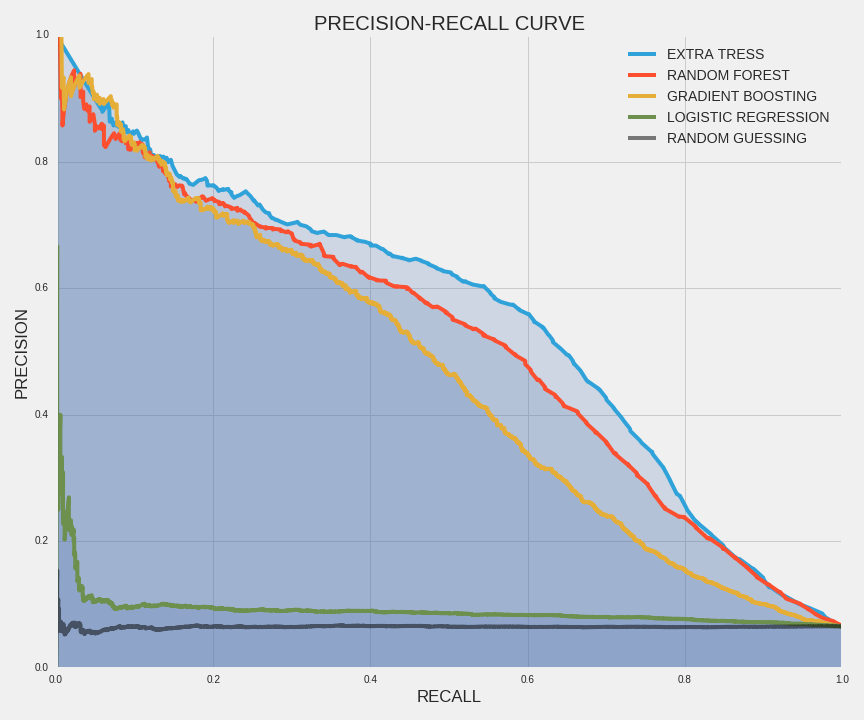 PRECISION-RECALL CURVE
EXTRA TRESS
RANDOM FOREST
GRADIENT BOOSTING
LOGISTIC REGRESSION
RANDOM GUESSING
PRECISION
1.0
0.8
0.6
0.4
0.2
0.0
0.0 0.2 0.4 0.6 0.8 1.0
RECALL